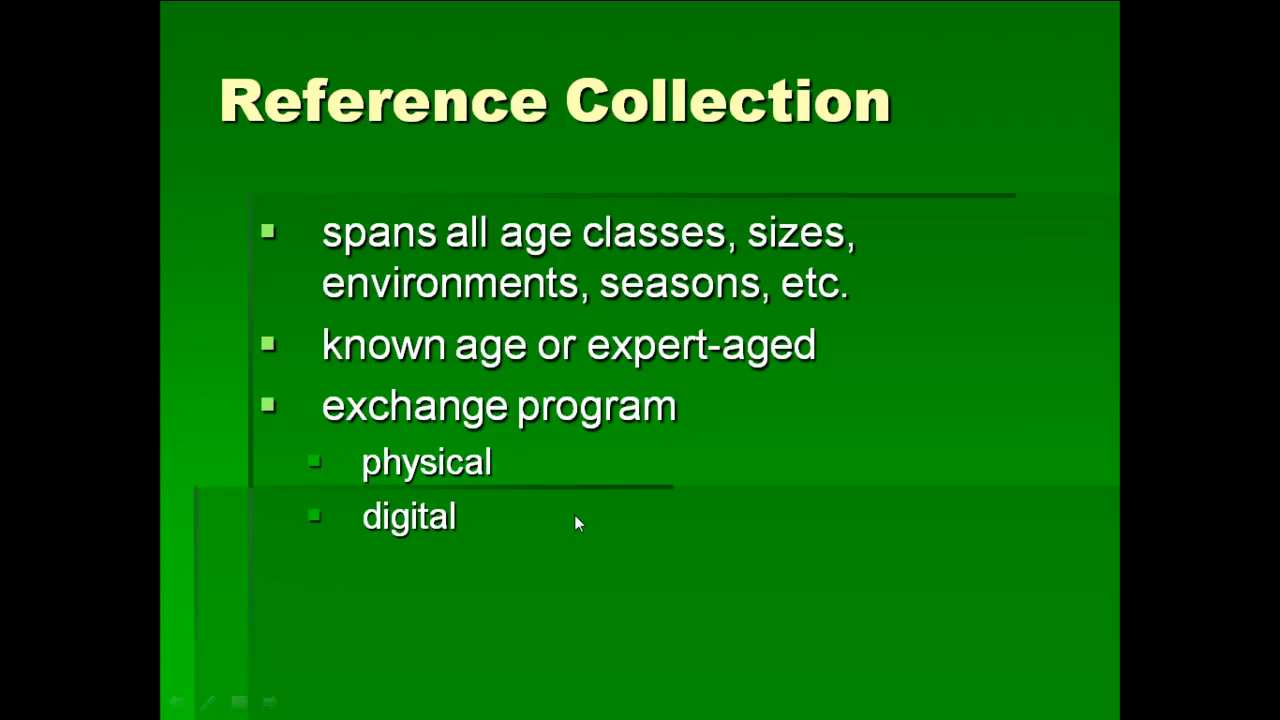 Reference Collection
spans all age classes, sizes,
environments, seasons, etc.
known age or expert-aged
exchange program
physical
digital